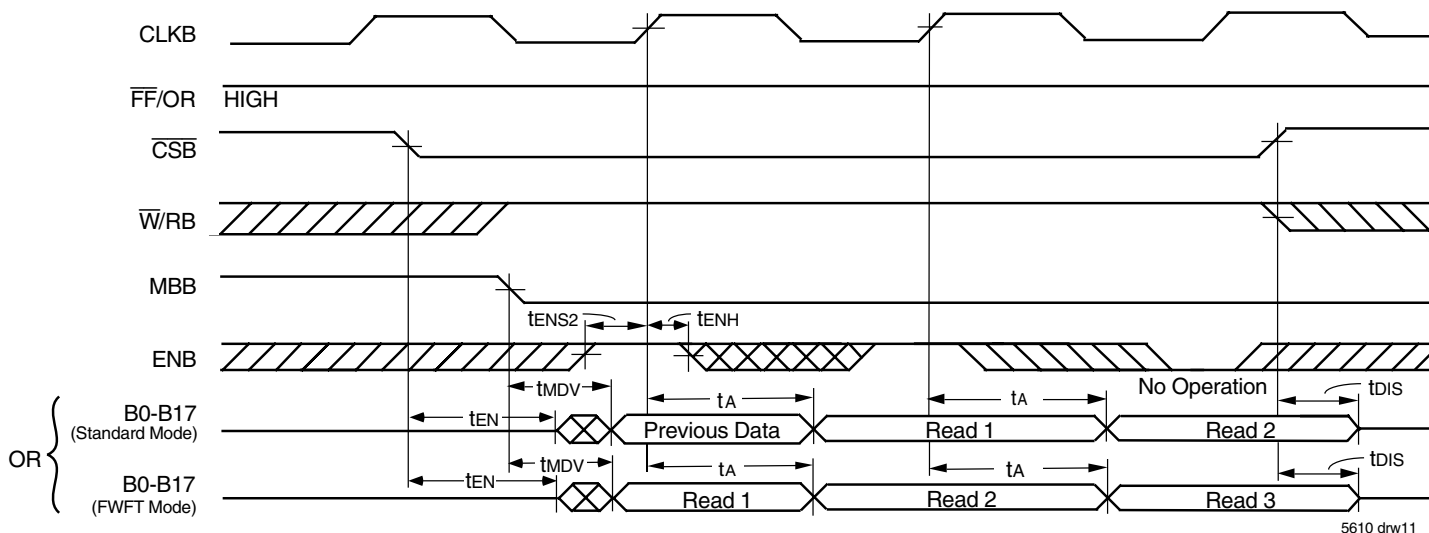 CLKB
FF/OR HIGH
CSB
W/RB
MBB
tENS2 tENH
ENB
No Operation
tMDV tA tA tDIS
tEN
B0-B17
(Standard Mode)
Previous Data Read 1 Read 2
OR
tMDV tA tA tDIS
tEN
B0-B17
(FWFT Mode)
Read 1 Read 2 Read 3
5610 drw11